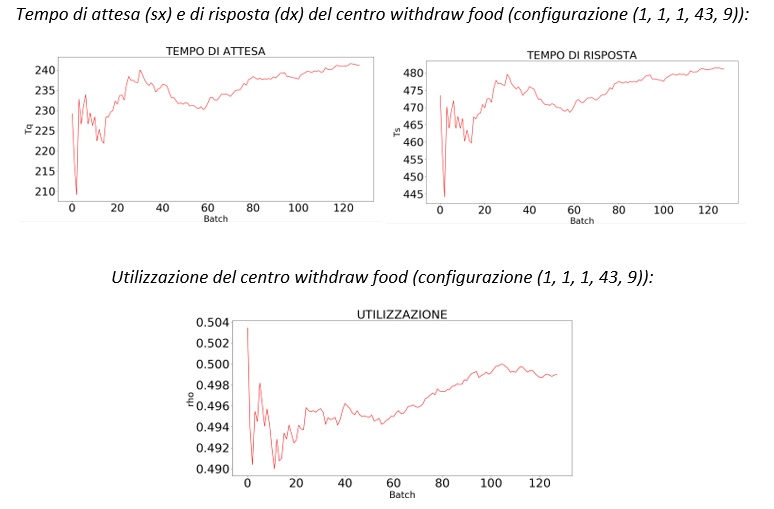 Tempo di attesa (sx) e di risposta (dx) del centro withdraw food (configurazione (1, 1, 1, 43, 9)):
TEMPO DI ATTESA
240
235
230
225
220
215
210
Tq
0 20 40 60 80 100 120
Batch
TEMPO DI RISPOSTA
480
475
470
465
460
455
450
445
Ts
0 20 40 60 80 100 120
Batch
Utilizzazione del centro withdraw food (configurazione (1, 1, 1, 43, 9)):
UTILIZZAZIONE
0.504
0.502
0.500
0.498
0.496
0.494
0.492
0.490
rho
0 20 40 60 80 100 120
Batch